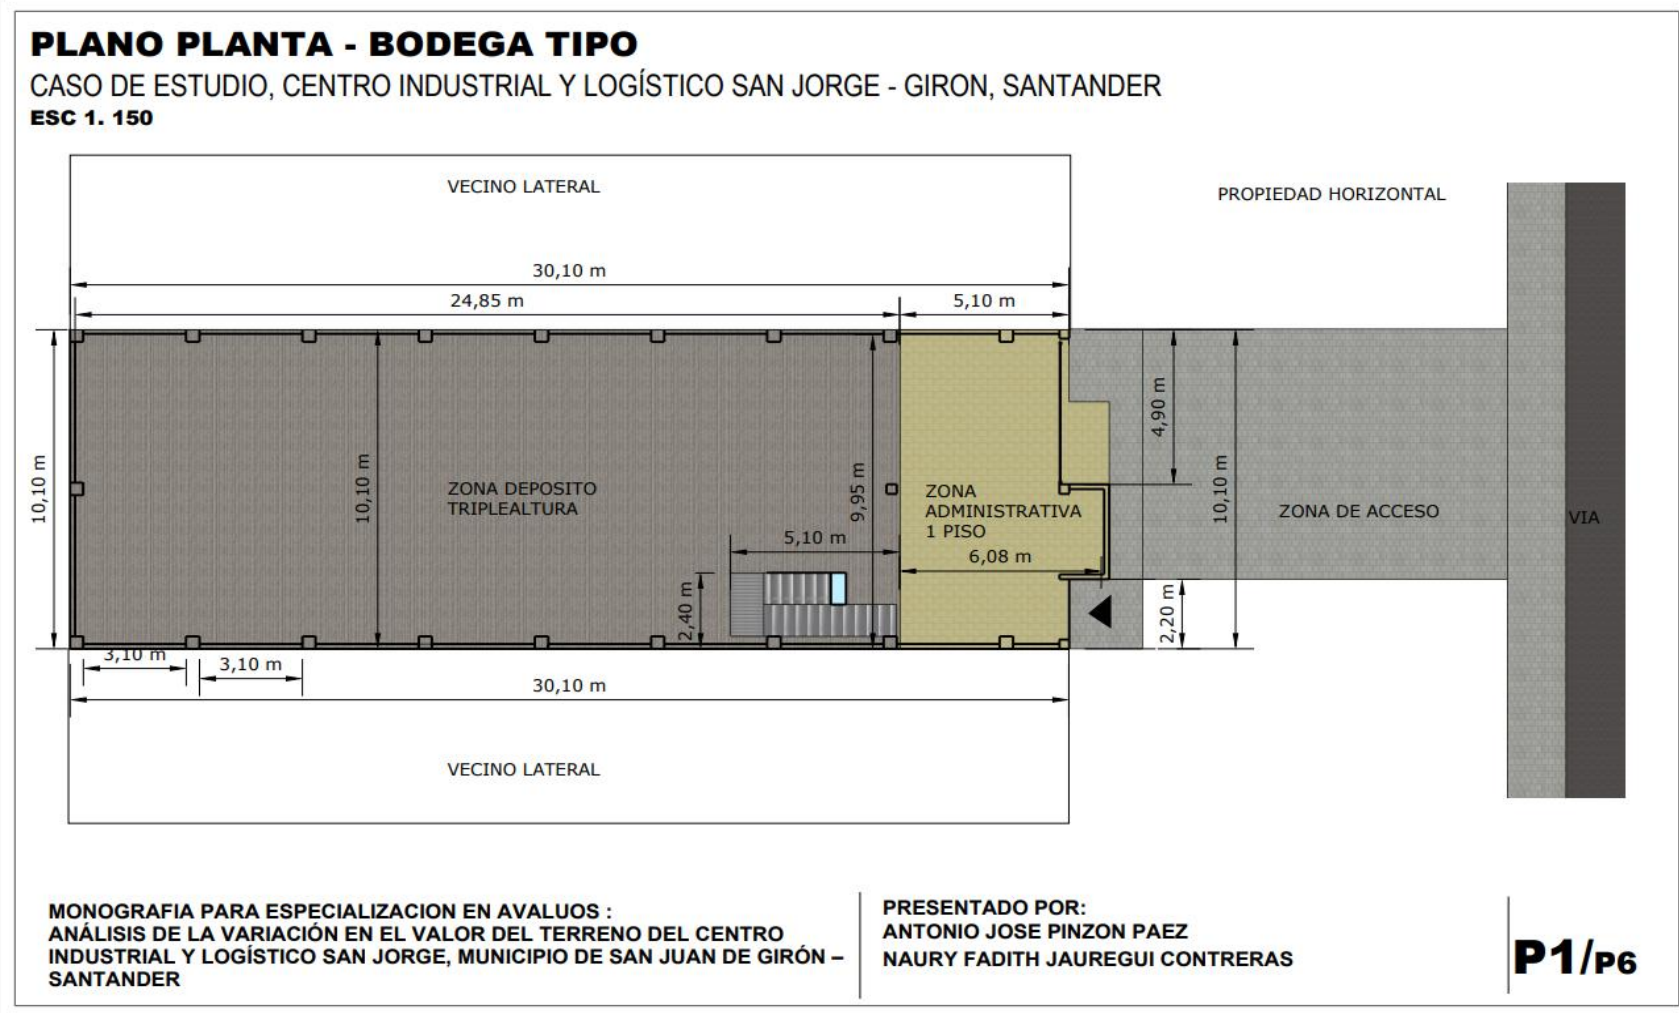 PLANO PLANTA - BODEGA TIPO
CASO DE ESTUDIO, CENTRO INDUSTRIAL Y LOGÍSTICO SAN JORGE - GIRON, SANTANDER
ESC 1. 150
VECINO LATERAL
PROPIEDAD HORIZONTAL
30,10 m
24,85 m
5,10 m
10,10 m
10,10 m
ZONA DEPOSITO
TRIPLEALTURA
9,95 m
ZONA
ADMINISTRATIVA
1 PISO
4,90 m
10,10 m
ZONA DE ACCESO
VIA
5,10 m
6,08 m
2,40 m
2,20 m
3,10 m
3,10 m
30,10 m
VECINO LATERAL
MONOGRAFIA PARA ESPECIALIZACION EN AVALUOS :
ANÁLISIS DE LA VARIACIÓN EN EL VALOR DEL TERRENO DEL CENTRO
INDUSTRIAL Y LOGÍSTICO SAN JORGE, MUNICIPIO DE SAN JUAN DE GIRÓN –
SANTANDER
PRESENTADO POR:
ANTONIO JOSE PINZON PAEZ
NAURY FADITH JAUREGUI CONTRERAS
P1/P6